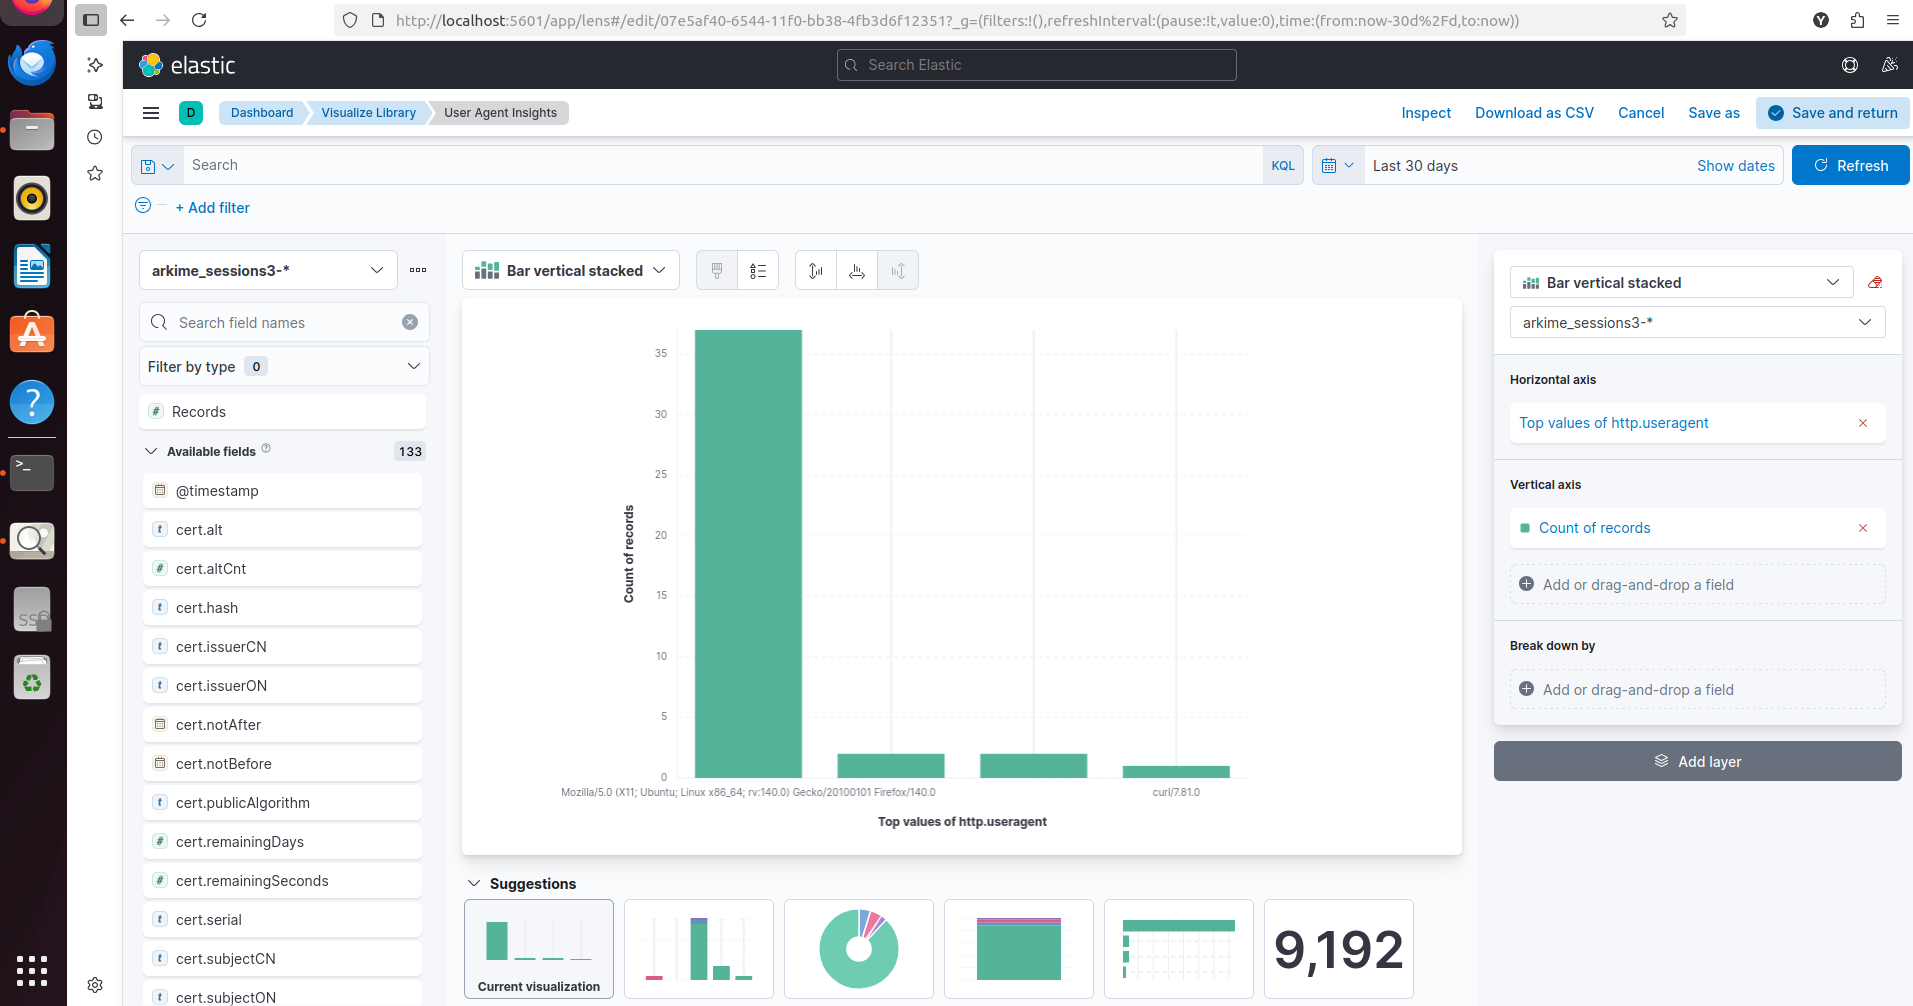 http://localhost:5601/app/lens#/edit/07e5af40-6544-11f0-bb38-4fb3d6f12351?_g=(filters:!(),refreshInterval:(pause:!t,value:0),time:(from:now-30d%2Fd,to:now))
elastic
Search Elastic
D
Dashboard
Visualize Library
User Agent Insights
Inspect
Download as CSV
Cancel
Save as
Save and return
Search
KQL
Last 30 days
Show dates
Refresh
+ Add filter
arkime_sessions3-*
Search field names
Filter by type 0
# Records
Available fields 133
@timestamp
t cert.alt
# cert.altCnt
t cert.hash
t cert.issuerCN
t cert.issuerON
cert.notAfter
cert.notBefore
t cert.publicAlgorithm
# cert.remainingDays
# cert.remainingSeconds
t cert.serial
t cert.subjectCN
t cert.subjectON
Bar vertical stacked
Count of records
35
30
25
20
15
10
5
0
Mozilla/5.0 (X11; Ubuntu; Linux x86_64; rv:140.0) Gecko/20100101 Firefox/140.0
curl/7.81.0
Top values of http.useragent
Suggestions
Current visualization
9,192
Bar vertical stacked
arkime_sessions3-*
Horizontal axis
Top values of http.useragent
Vertical axis
Count of records
Add or drag-and-drop a field
Break down by
Add or drag-and-drop a field
Add layer
>_
?
SS
Y